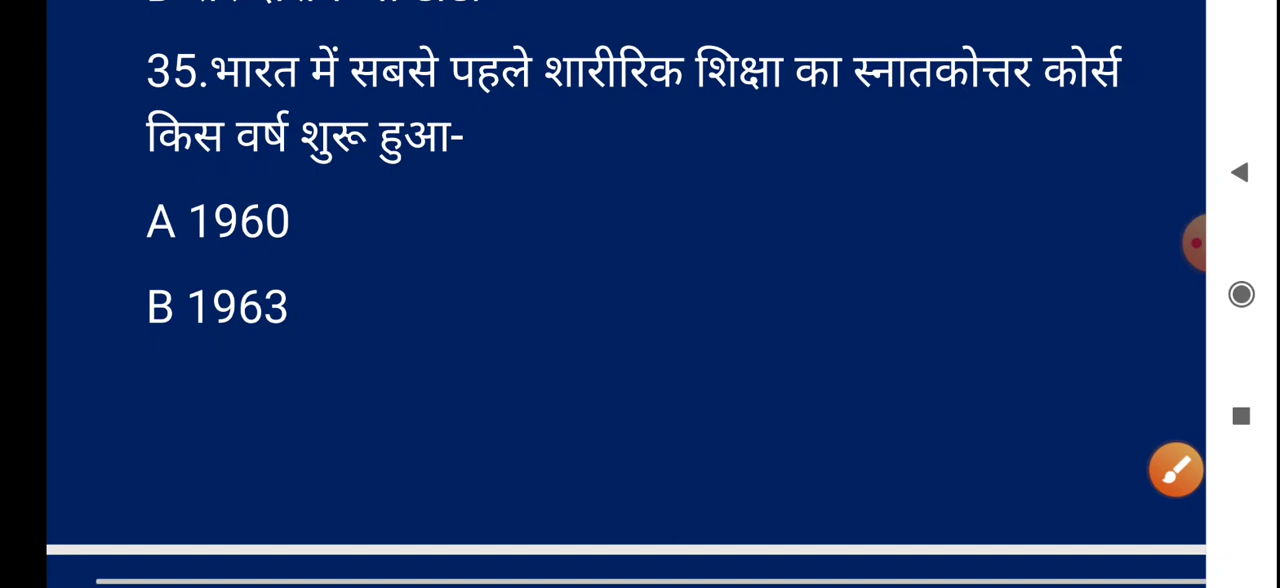 35.भारत में सबसे पहले शारीरिक शिक्षा का स्नातकोत्तर कोर्स
किस वर्ष शुरू हुआ-
A 1960
B 1963